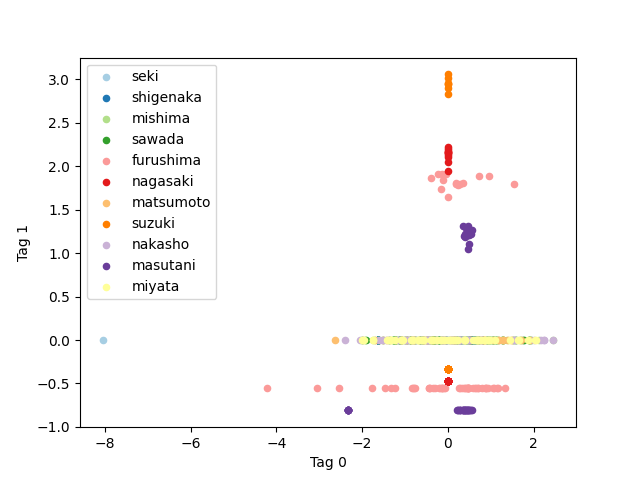 3.0
2.5
2.0
1.5
1.0
0.5
0.0
−0.5
−1.0
Tag 1
seki
shigenaka
mishima
sawada
furushima
nagasaki
matsumoto
suzuki
nakasho
masutani
miyata
−8 −6 −4 −2 0 2
Tag 0